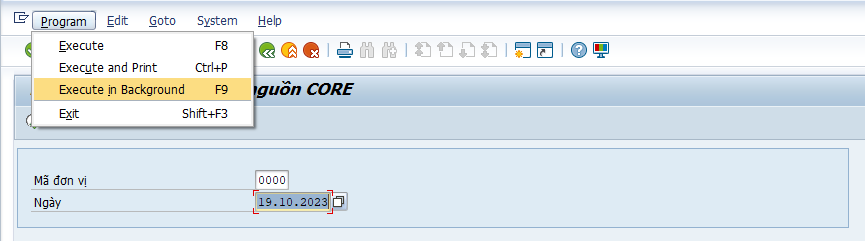 Program Edit Goto System Help
Execute F8
Execute and Print Ctrl+P
Execute in Background F9
Exit Shift+F3
nguồn CORE
Mã đơn vị 0000
Ngày 19.10.2023